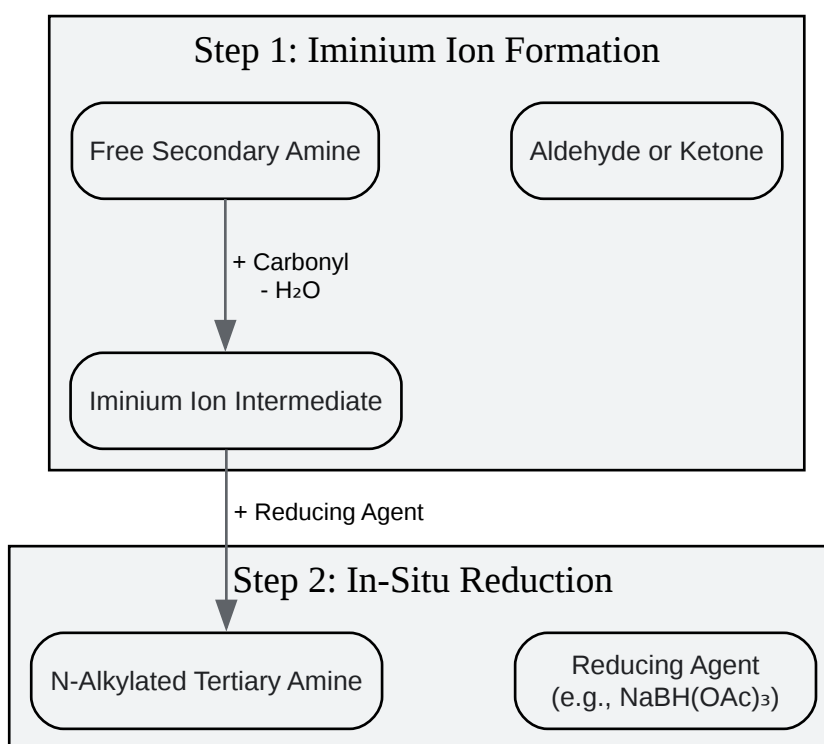 Step 1: Iminium Ion Formation
Free Secondary Amine
Aldehyde or Ketone
+ Carbonyl
- H₂O
Iminium Ion Intermediate
+ Reducing Agent
Step 2: In-Situ Reduction
N-Alkylated Tertiary Amine
Reducing Agent
(e.g., NaBH(OAc)₃)